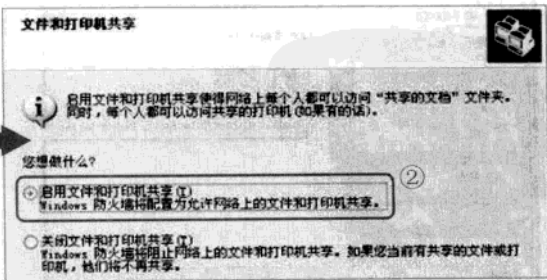 文件和打印机共享
启用文件和打印机共享使得网络上每个人都可以访问“共享的文档”文件夹。
同时,每个人都可以访问共享的打印机(如果有的话)。
您想做什么?
启用文件和打印机共享(T)
Windows 防火墙将配置为允许网络上的文件和打印机共享。
②
关闭文件和打印机共享(T)
Windows 防火墙将阻止网络上的文件和打印机共享。如果您当前有共享的文件或打
印机,他们将不再共享。